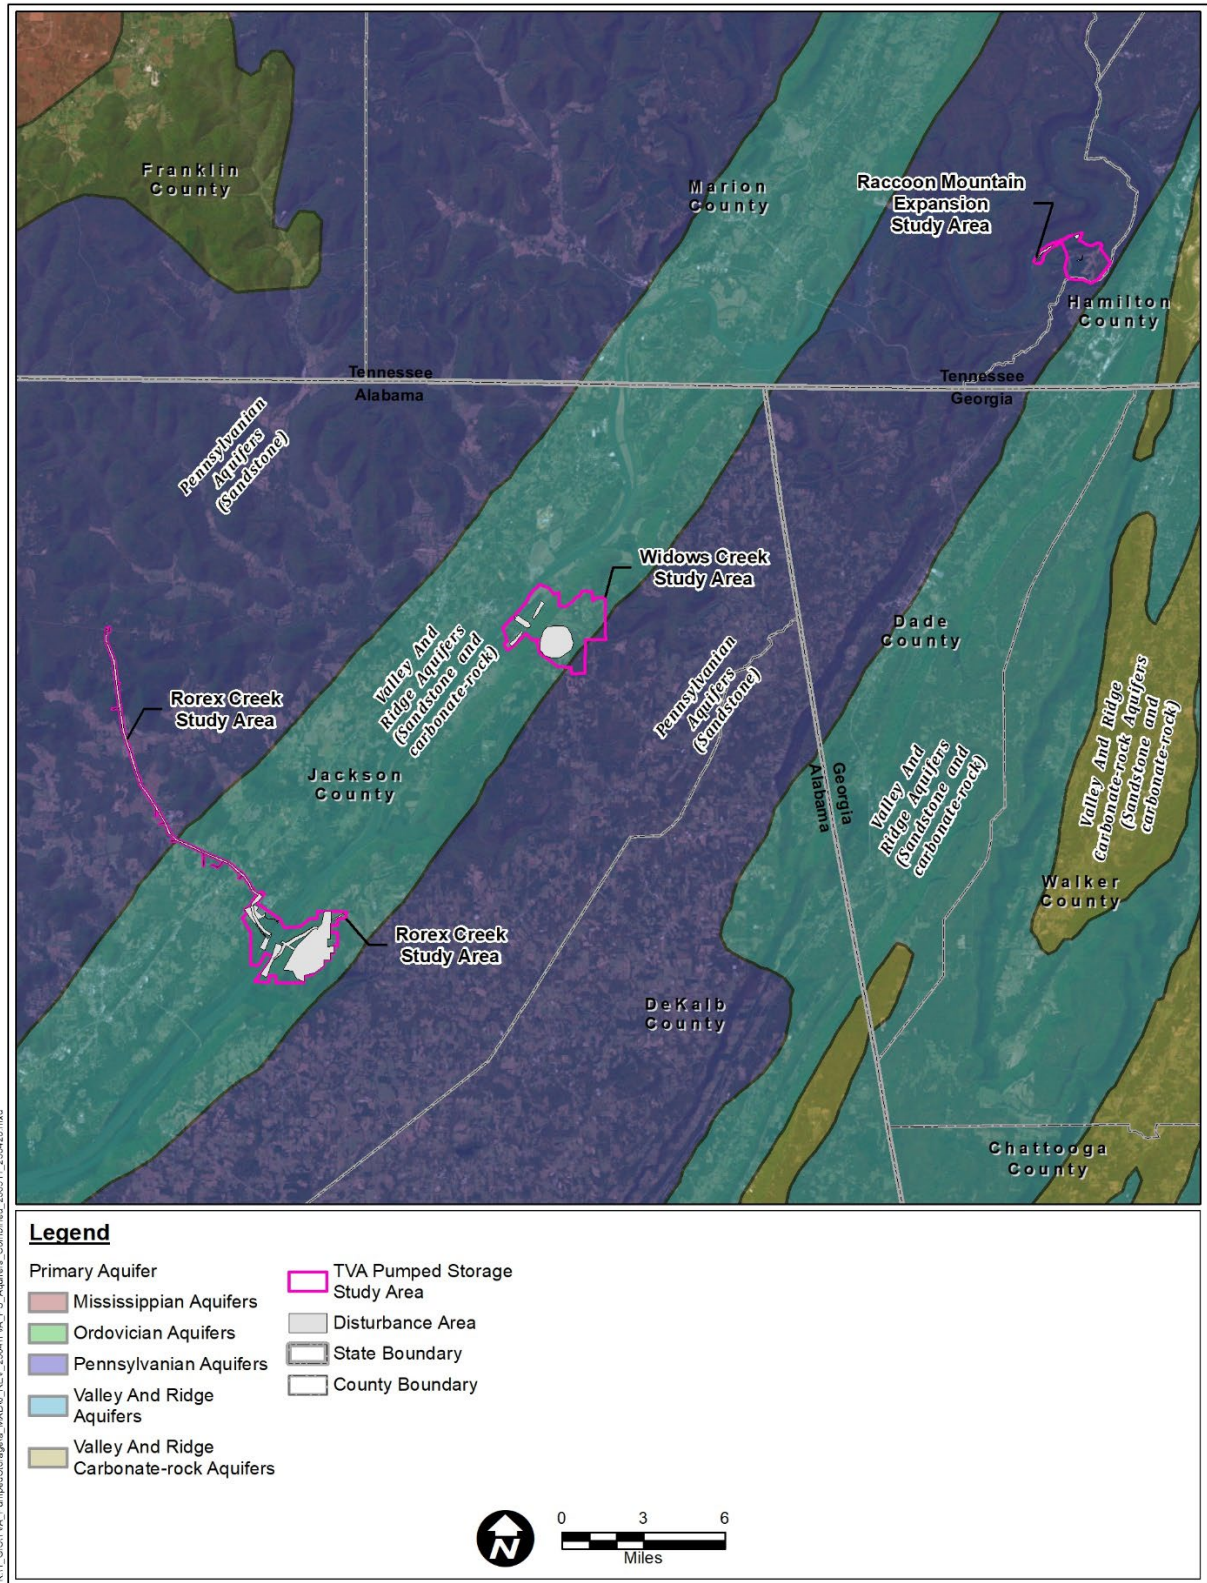 Franklin
County
Marion
County
Raccoon Mountain
Expansion
Study Area
Hamilton
County
Tennessee
Alabama
Tennessee
Georgia
Pennsylvanian
Aquifers
(Sandstone)
Widows Creek
Study Area
Valley And
Ridge Aquifers
(Sandstone and
carbonate-rock)
Pennsylvanian
Aquifers
(Sandstone)
Dade
County
Rorex Creek
Study Area
Jackson
County
Georgia
Alabama
Valley And
Ridge Aquifers
(Sandstone and
carbonate-rock)
Valley And Ridge
Carbonate-rock Aquifers
(Sandstone and
carbonate-rock)
Walker
County
Rorex Creek
Study Area
DeKalb
County
Chattooga
County
Legend
Primary Aquifer
Mississippian Aquifers
Ordovician Aquifers
Pennsylvanian Aquifers
Valley And Ridge
Aquifers
Valley And Ridge
Carbonate-rock Aquifers
TVA Pumped Storage
Study Area
Disturbance Area
State Boundary
County Boundary
N
0 3 6
Miles